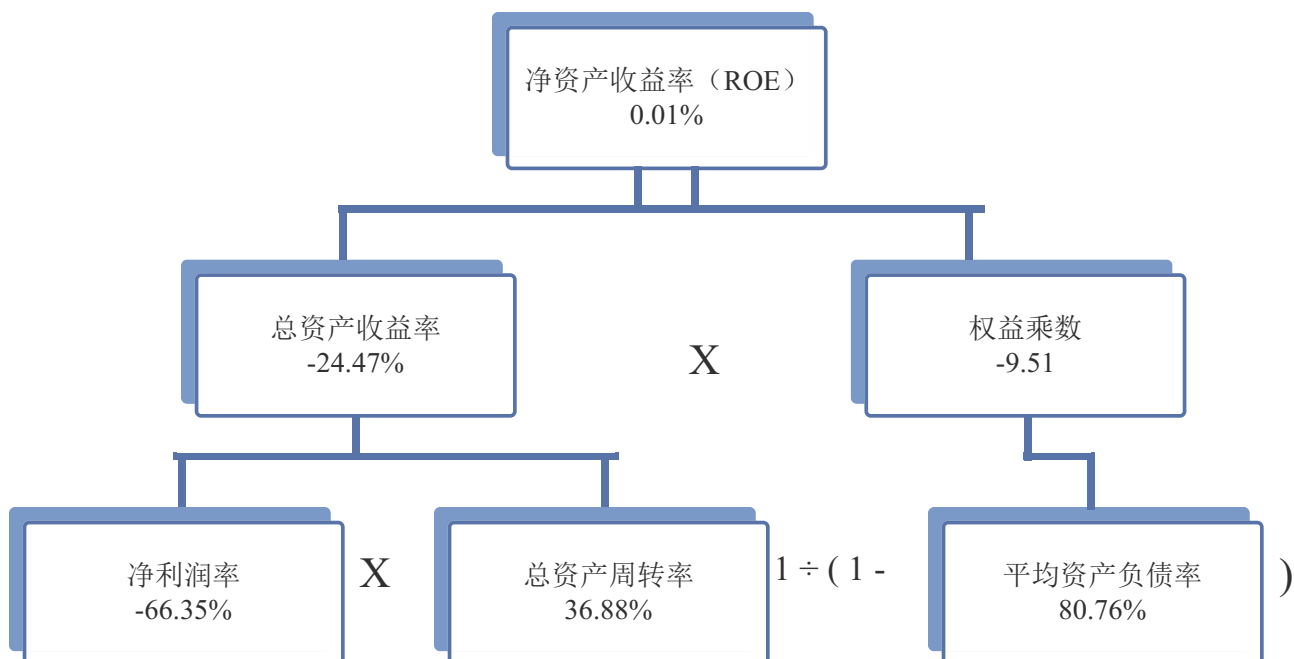 净资产收益率（ROE）
0.01%
总资产收益率
-24.47%
X
权益乘数
-9.51
净利润率
-66.35%
X
总资产周转率
36.88%
1 ÷ ( 1 -
平均资产负债率
80.76%
)